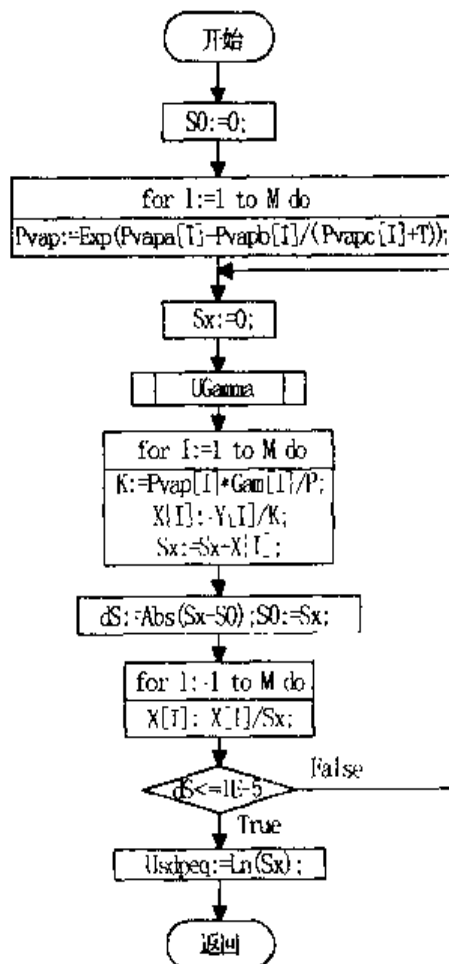 开始
S0:=0;
for I:=1 to M do
Pvap:=Exp(Pvapa[I]-Pvapb[I]/(Pvapc[I]+T));
Sx:=0;
UGamma
for I:=1 to M do
K:=Pvap[I]*Gam[I]/P;
X[I]:=Y[I]/K;
Sx:=Sx+X[I];
dS:=Abs(Sx-S0);S0:=Sx;
for I:=1 to M do
X[I]:=X[I]/Sx;
dS<=1E-5
False
True
Usdpeq:=Ln(Sx);
返回